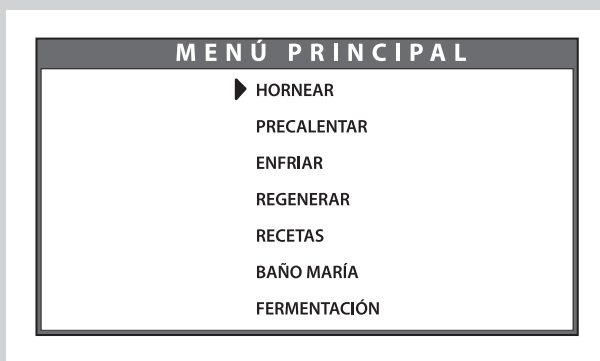 MENÚ PRINCIPAL
HORNEAR
PRECALENTAR
ENFRIAR
REGENERAR
RECETAS
BAÑO MARÍA
FERMENTACIÓN